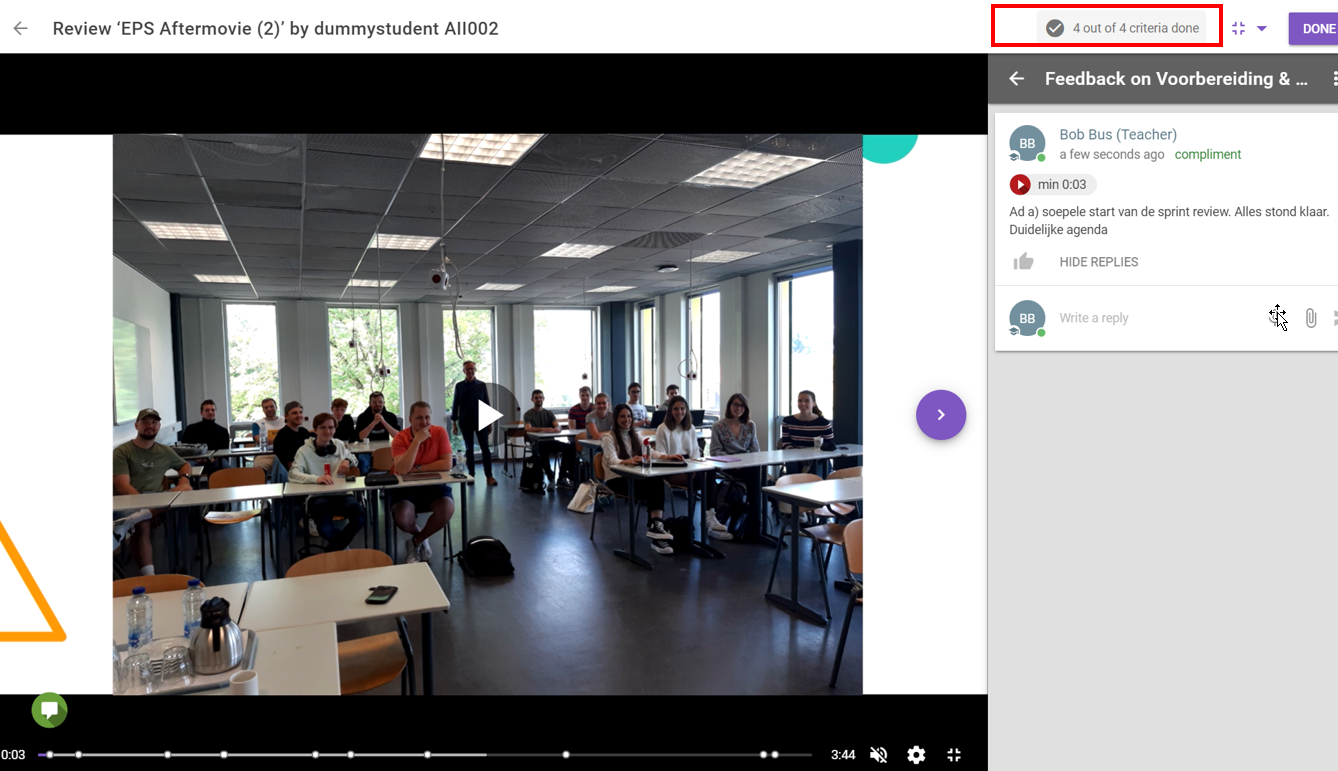 Review ‘EPS Aftermovie (2)’ by dummystudent AII002
4 out of 4 criteria done
DONE
Feedback on Voorbereiding & ...
BB
Bob Bus (Teacher)
a few seconds ago compliment
min 0:03
Ad a) soepele start van de sprint review. Alles stond klaar.
Duidelijke agenda
HIDE REPLIES
BB
Write a reply
0:03
3:44